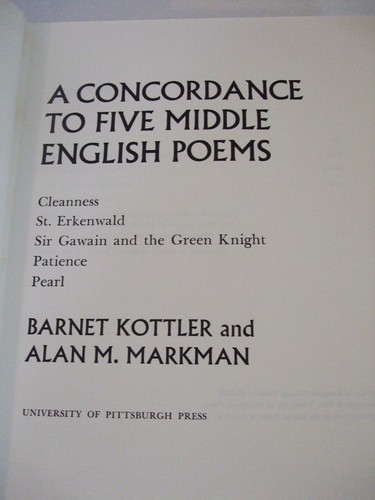 A CONCORDANCE
TO FIVE MIDDLE
ENGLISH POEMS
Cleanness
St. Erkenwald
Sir Gawain and the Green Knight
Patience
Pearl
BARNET KOTTLER and
ALAN M. MARKMAN
UNIVERSITY OF PITTSBURGH PRESS